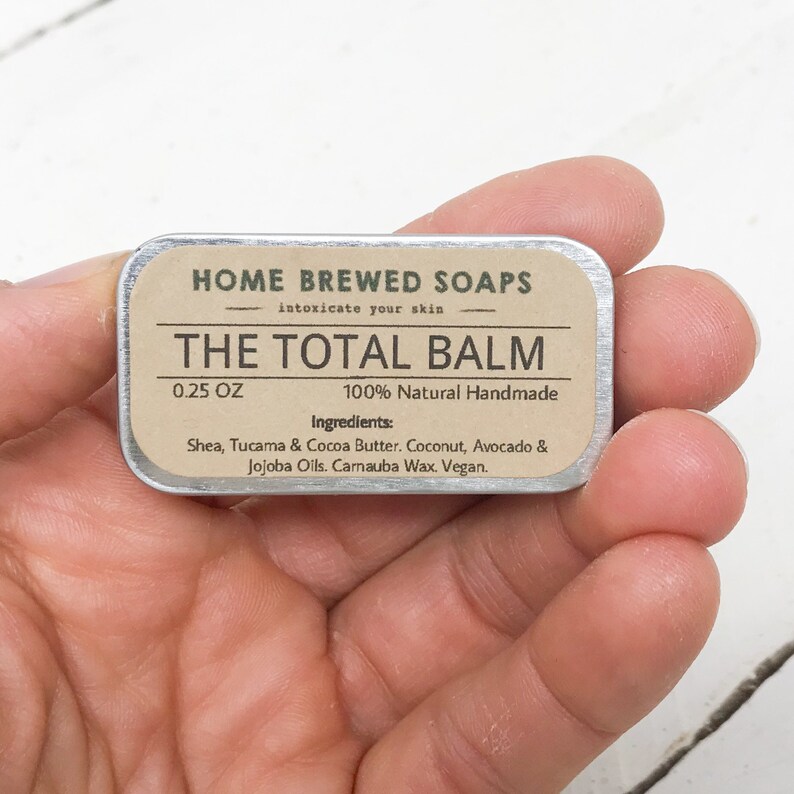 HOME BREWED SOAPS
intoxicate your skin
THE TOTAL BALM
0.25 OZ 100% Natural Handmade
Ingredients:
Shea, Tucama & Cocoa Butter. Coconut, Avocado &
Jojoba Oils. Carnauba Wax. Vegan.